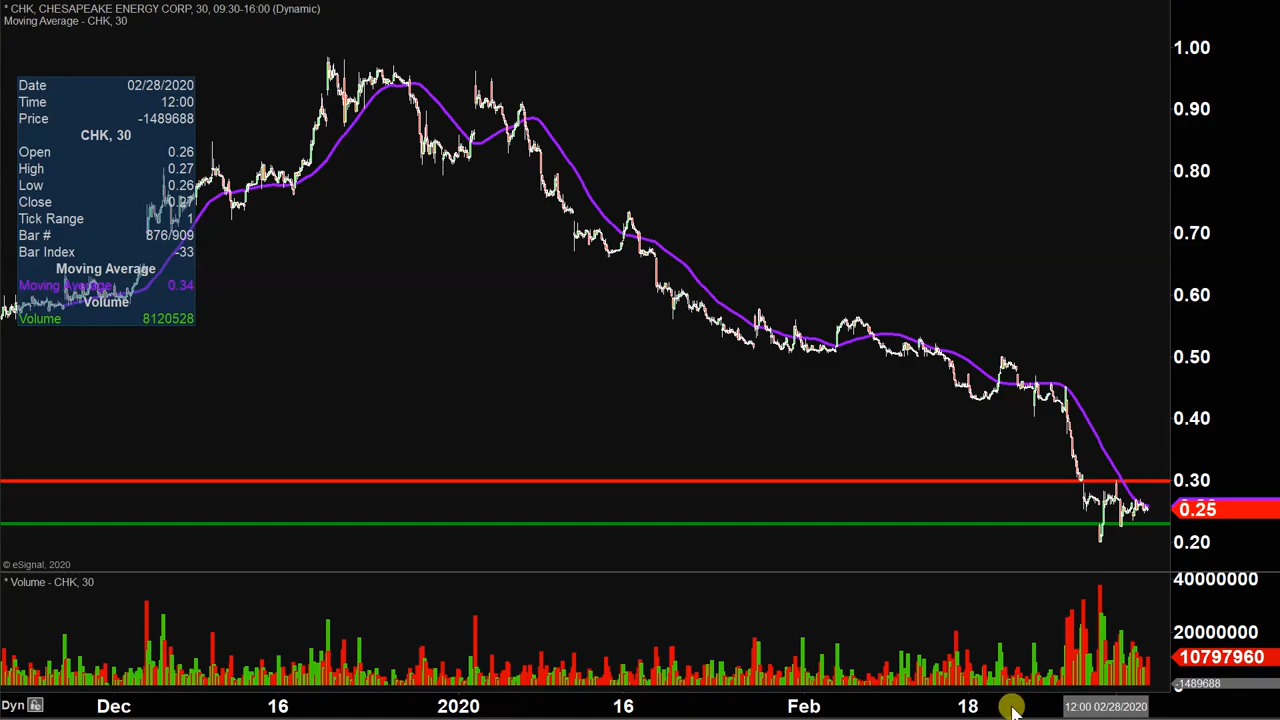 * CHK, CHESAPEAKE ENERGY CORP, 30, 09:30-16:00 (Dynamic)
Moving Average - CHK, 30
Date 02/28/2020
Time 12:00
Price -1489688
CHK, 30
Open 0.26
High 0.27
Low 0.26
Close 0.27
Tick Range 1
Bar # 876/909
Bar Index -33
Moving Average
Moving Average 0.34
Volume
Volume 8120528
1.00
0.90
0.80
0.70
0.60
0.50
0.40
0.30
0.25
0.20
© eSignal, 2020
* Volume - CHK, 30
40000000
20000000
10797960
-1489688
Dyn Dec 16 2020 16 Feb 18 12:00 02/28/2020